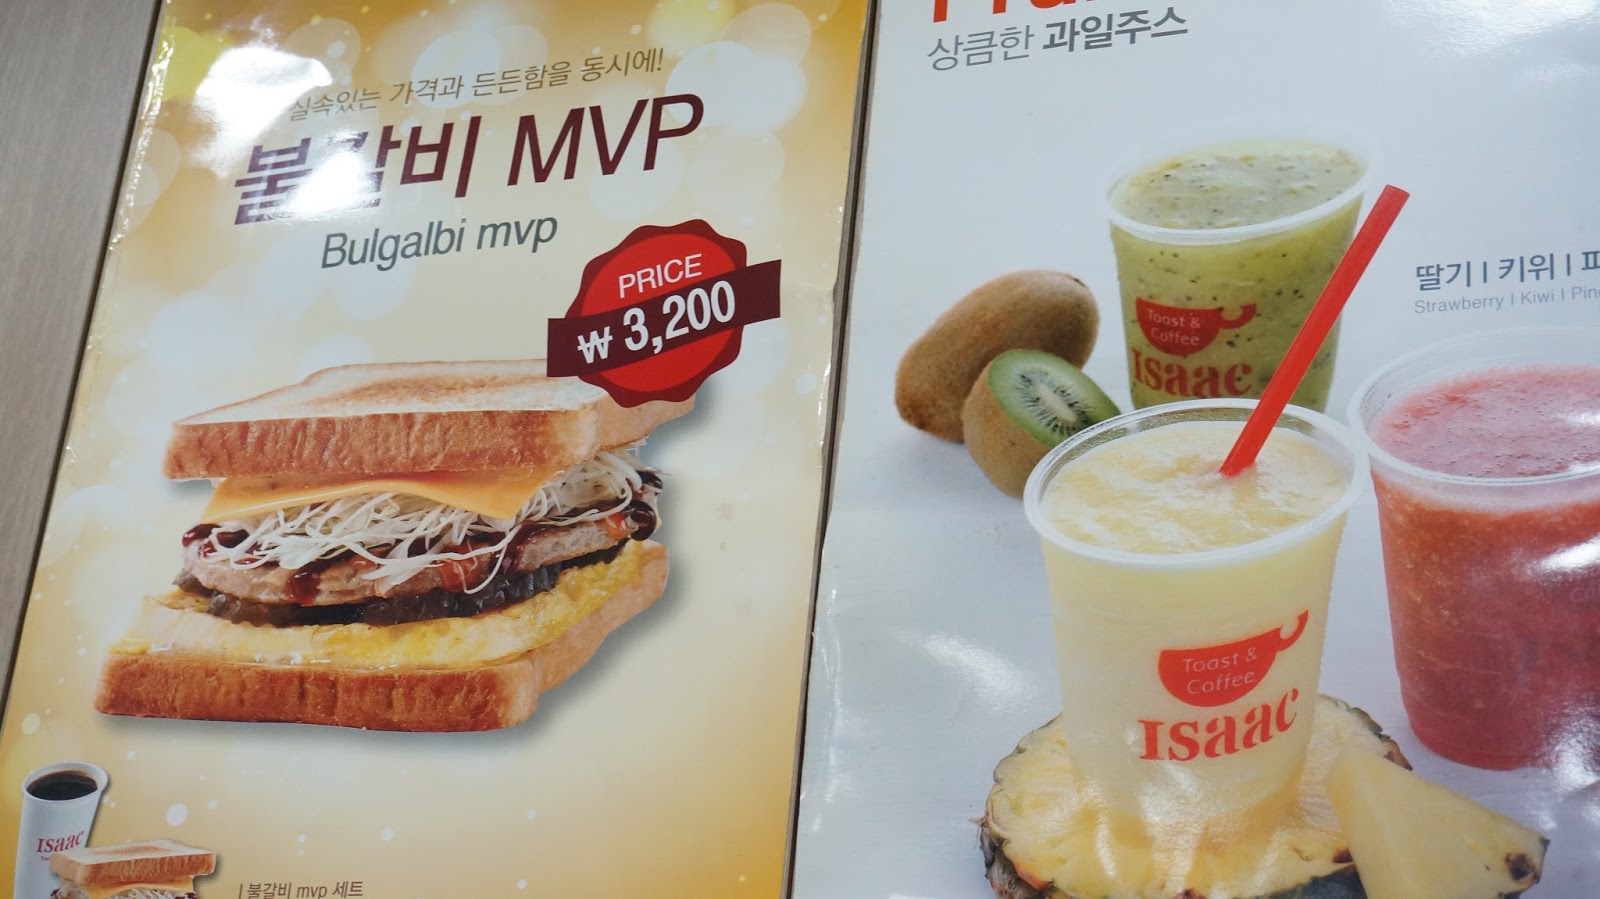 실속있는 가격과 든든함을 동시에!
불갈비 MVP
Bulgalbi mvp
PRICE
₩ 3,200
Isaac
| 불갈비 mvp 세트
상큼한 과일주스
딸기 | 키위 |
Strawberry | Kiwi |
Toast &
Coffee
Isaac
Toast &
Coffee
Isaac